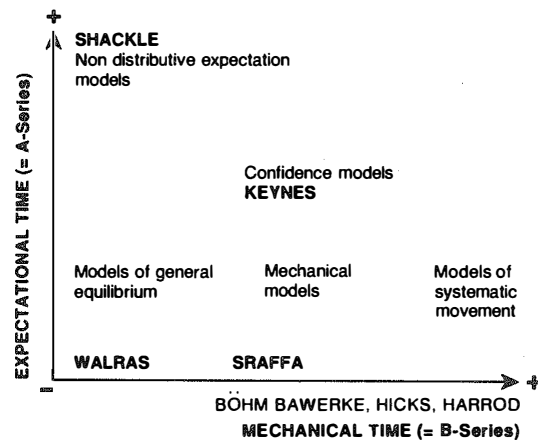 +
SHACKLE
Non distributive expectation
models
EXPECTATIONAL TIME (= A-Series)
Confidence models
KEYNES
Models of general
equilibrium
Mechanical
models
Models of
systematic
movement
WALRAS
SRAFFA
–
+
BÖHM BAWERKE, HICKS, HARROD
MECHANICAL TIME (= B-Series)